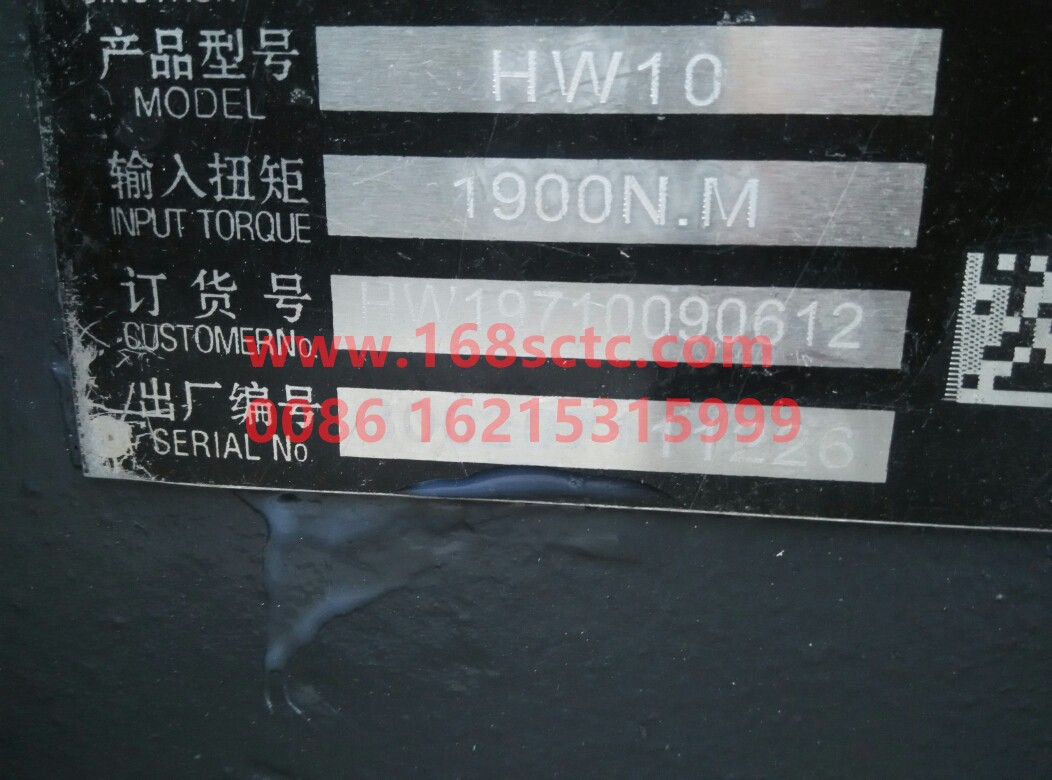 产品型号
MODEL
HW10
输入扭矩
INPUT TORQUE
1900N.M
订货号
CUSTOMERNo.
HW19710090612
www.168sctc.com
出厂编号
SERIAL No
0086 16215315999